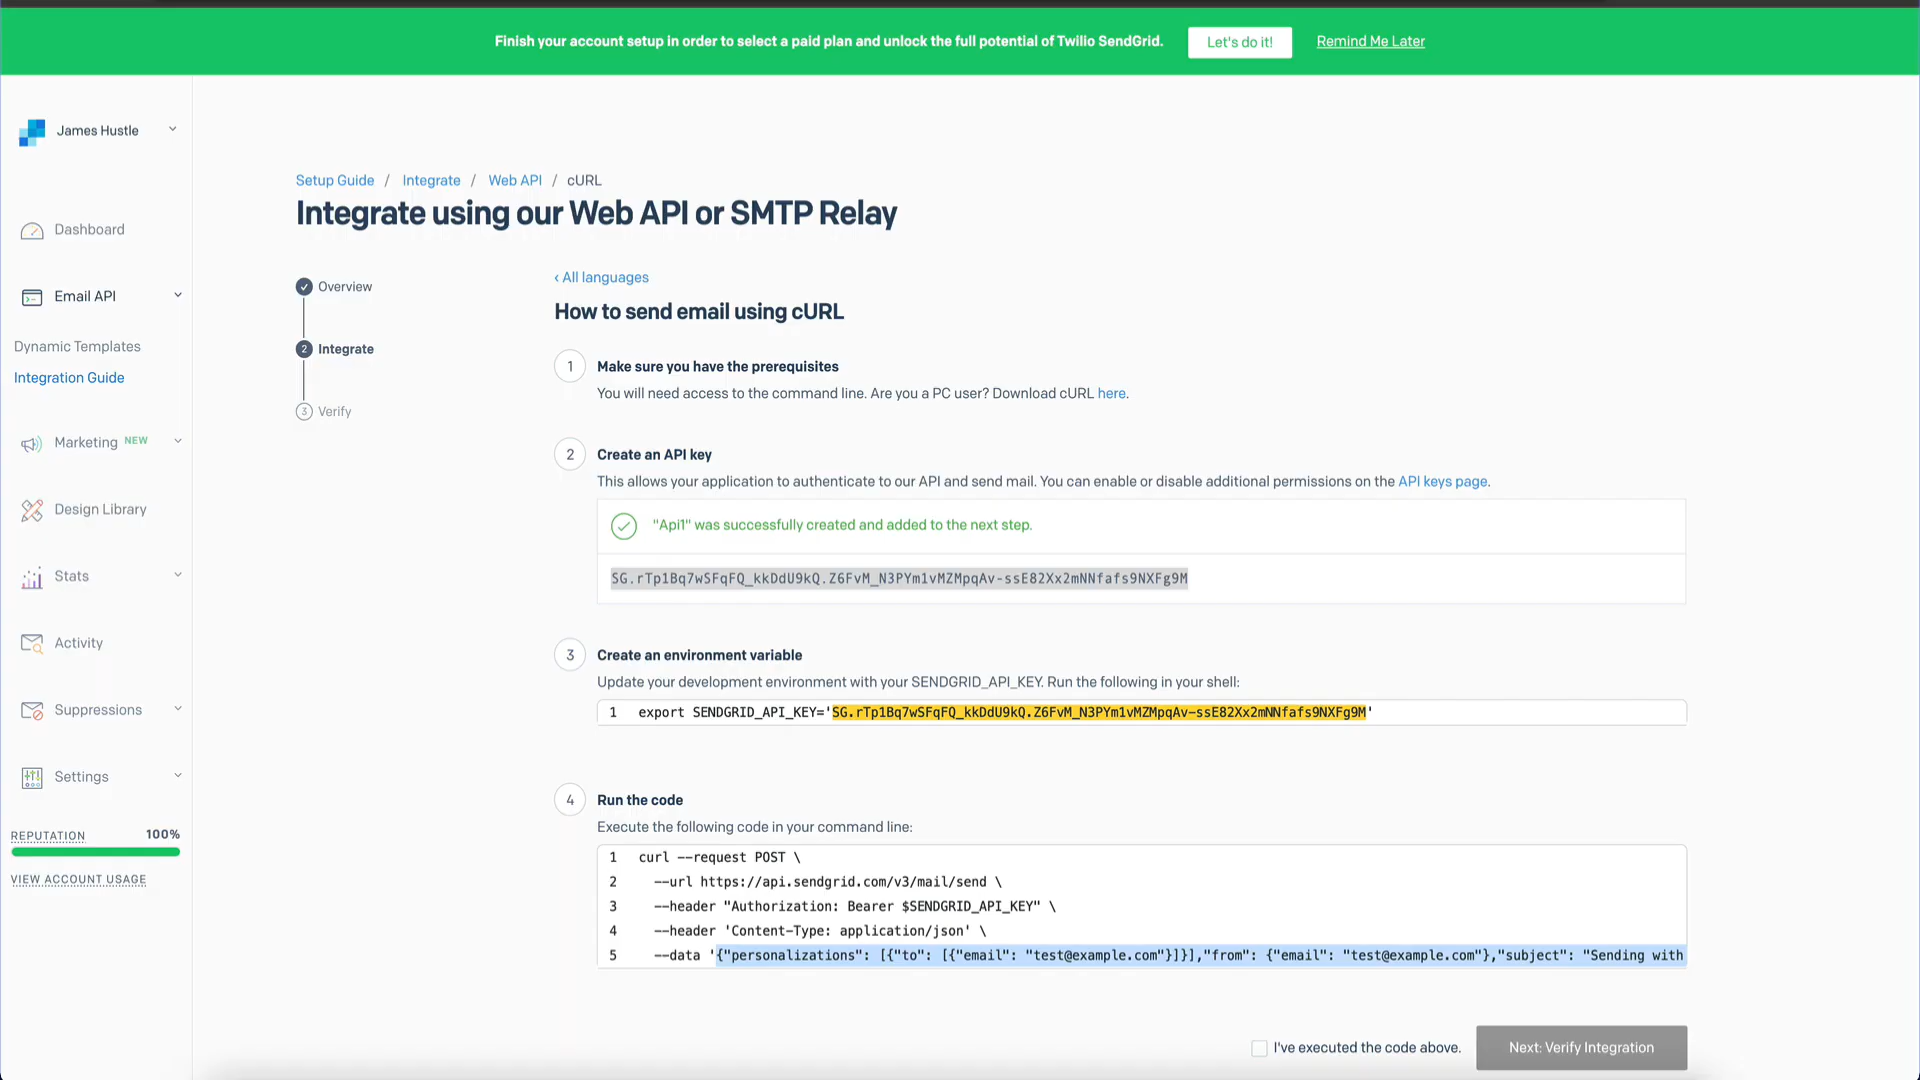 Finish your account setup in order to select a paid plan and unlock the full potential of Twilio SendGrid.
Let's do it!
Remind Me Later
James Hustle
Dashboard
Email API
Dynamic Templates
Integration Guide
Marketing NEW
Design Library
Stats
Activity
Suppressions
Settings
REPUTATION 100%
VIEW ACCOUNT USAGE
Setup Guide / Integrate / Web API / cURL
Integrate using our Web API or SMTP Relay
Overview
2 Integrate
3 Verify
‹ All languages
How to send email using cURL
1 Make sure you have the prerequisites
You will need access to the command line. Are you a PC user? Download cURL here.
2 Create an API key
This allows your application to authenticate to our API and send mail. You can enable or disable additional permissions on the API keys page.
"Api1" was successfully created and added to the next step.
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
3 Create an environment variable
Update your development environment with your SENDGRID_API_KEY. Run the following in your shell:
1 export SENDGRID_API_KEY='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'
4 Run the code
Execute the following code in your command line:
1 curl --request POST \
2 --url https://api.sendgrid.com/v3/mail/send \
3 --header "Authorization: Bearer $SENDGRID_API_KEY" \
4 --header 'Content-Type: application/json' \
5 --data '{"personalizations": [{"to": [{"email": "test@example.com"}]}],"from": {"email": "test@example.com"},"subject": "Sending with
I've executed the code above.
Next: Verify Integration